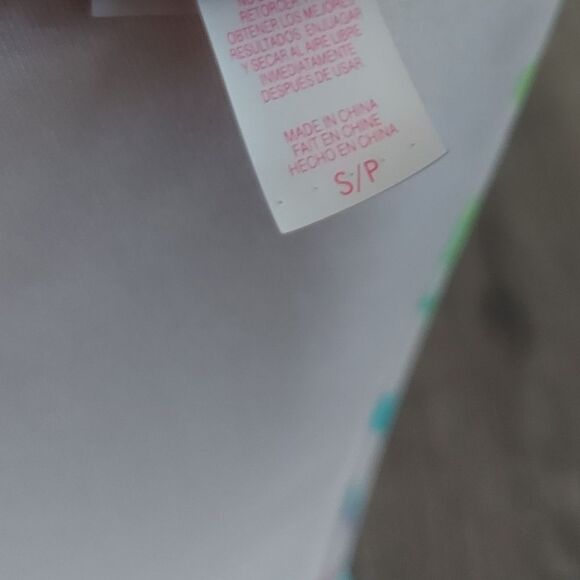 RETORCER
OBTENER LOS MEJORES
RESULTADOS, ENJUAGAR
Y SECAR AL AIRE LIBRE
INMEDIATAMENTE
DESPUÉS DE USAR.
MADE IN CHINA
FAIT EN CHINE
HECHO EN CHINA
S/P